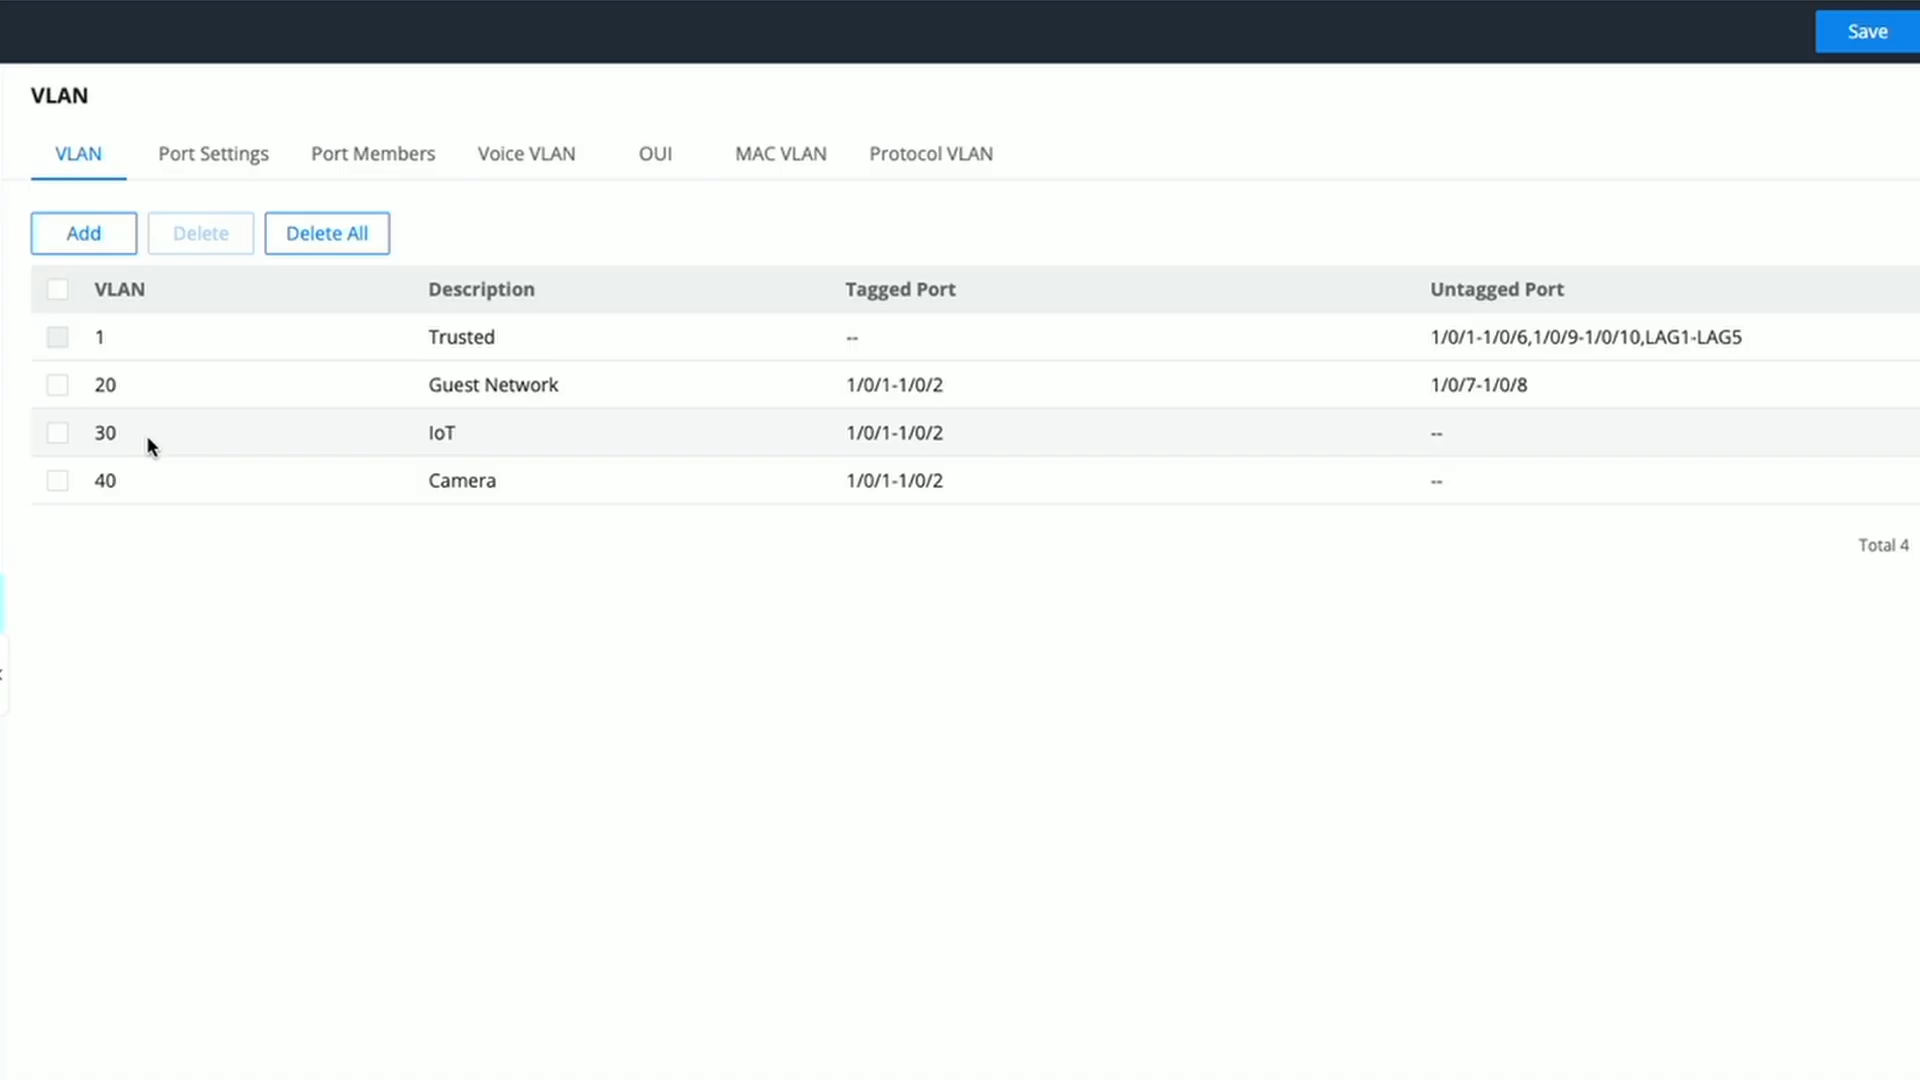 Save
VLAN
VLAN Port Settings Port Members Voice VLAN OUI MAC VLAN Protocol VLAN
Add Delete Delete All
VLAN Description Tagged Port Untagged Port
1 Trusted -- 1/0/1-1/0/6,1/0/9-1/0/10,LAG1-LAG5
20 Guest Network 1/0/1-1/0/2 1/0/7-1/0/8
30 IoT 1/0/1-1/0/2 --
40 Camera 1/0/1-1/0/2 --
Total 4